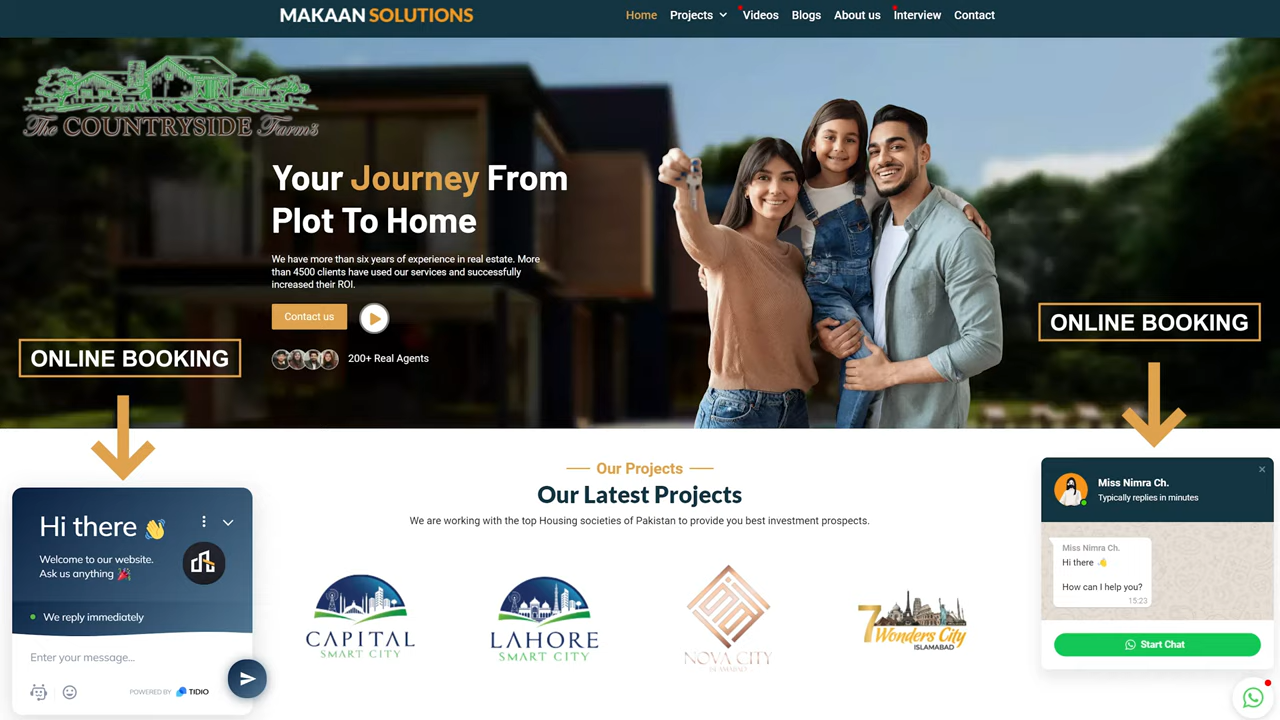 MAKAAN SOLUTIONS
Home Projects Videos Blogs About us Interview Contact
The COUNTRYSIDE Farm's
Your Journey From
Plot To Home
We have more than six years of experience in real estate. More
than 4500 clients have used our services and successfully
increased their ROI.
Contact us
200+ Real Agents
ONLINE BOOKING
ONLINE BOOKING
Our Projects
Our Latest Projects
We are working with the top Housing societies of Pakistan to provide you best investment prospects.
CAPITAL
SMART CITY
LAHORE
SMART CITY
NOVA CITY
ISLAMABAD
7 Wonders City
ISLAMABAD
Hi there 👋
Welcome to our website.
Ask us anything 🎉
We reply immediately
Enter your message...
POWERED BY TIDIO
Miss Nimra Ch.
Typically replies in minutes
Miss Nimra Ch.
Hi there 👋
How can I help you?
15:23
Start Chat